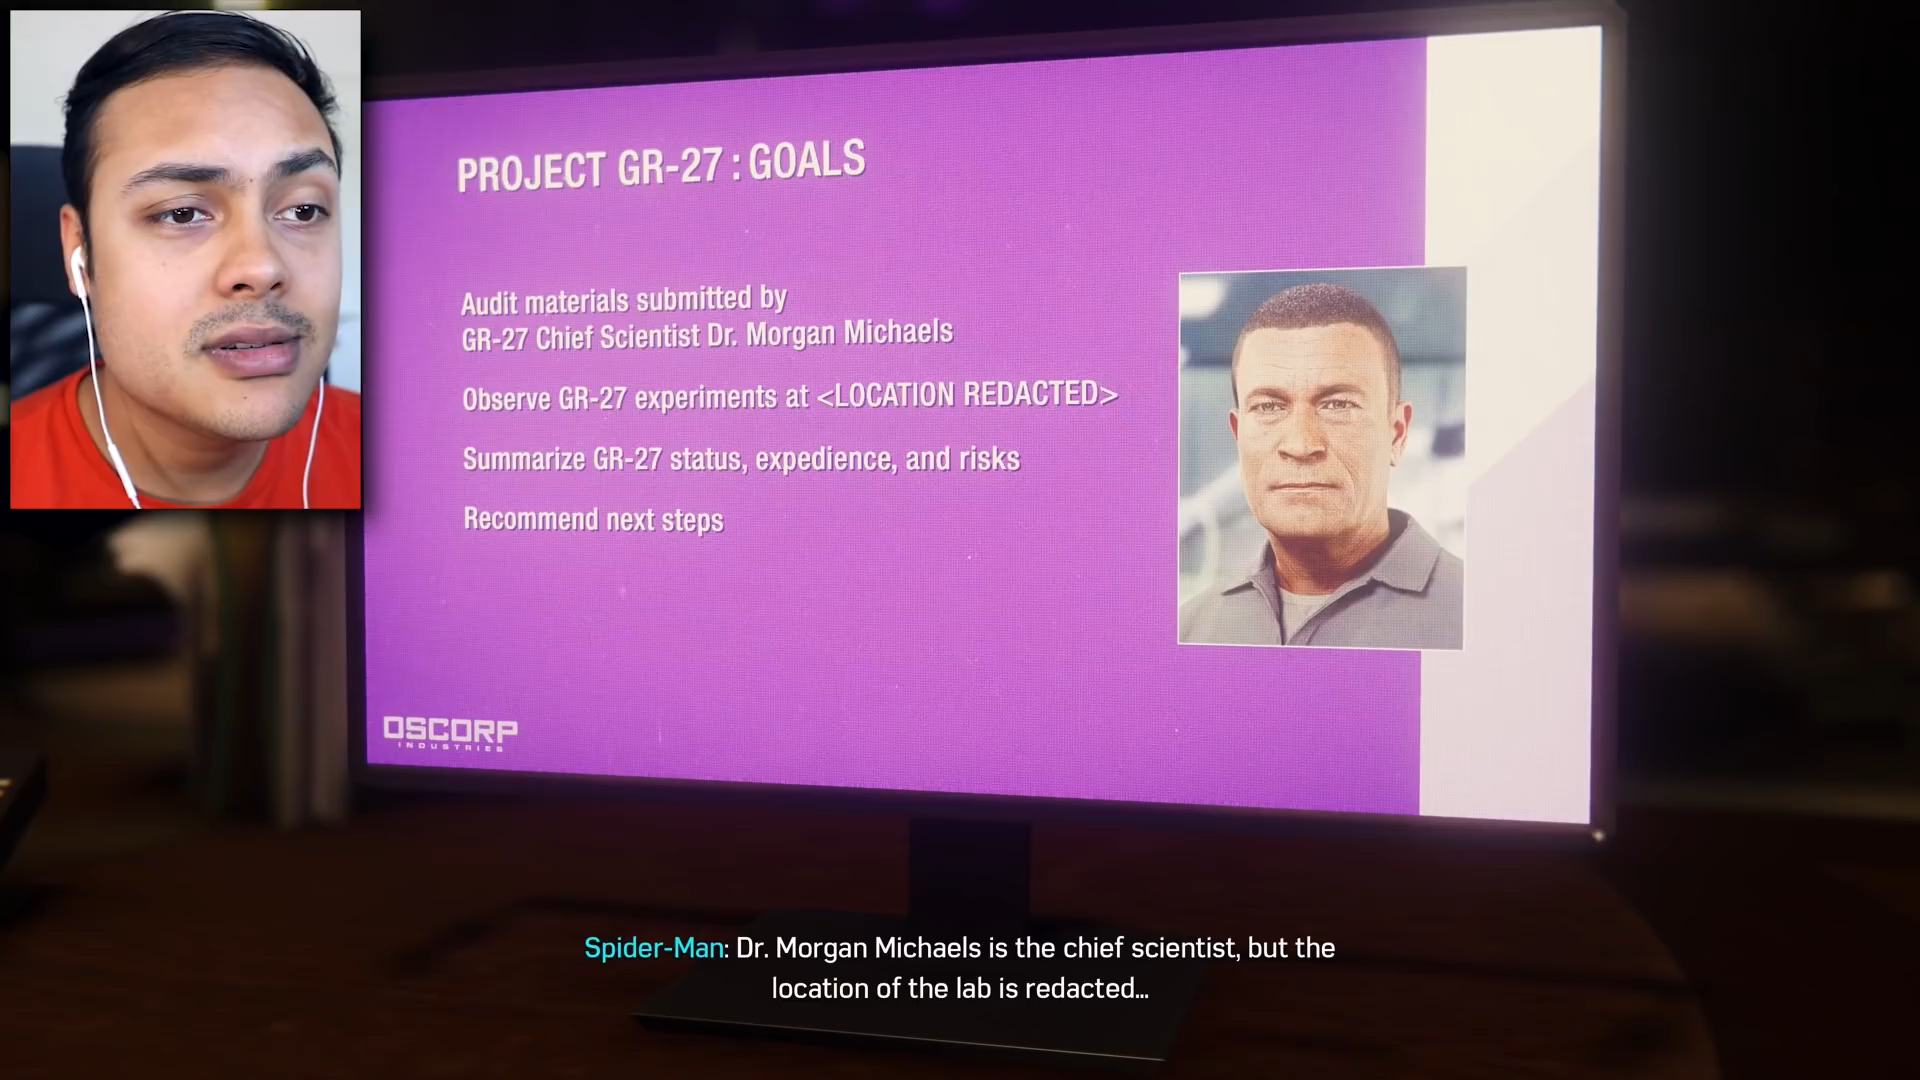 PROJECT GR-27 : GOALS
Audit materials submitted by
GR-27 Chief Scientist Dr. Morgan Michaels
Observe GR-27 experiments at <LOCATION REDACTED>
Summarize GR-27 status, expedience, and risks
Recommend next steps
OSCORP
INDUSTRIES
Spider-Man: Dr. Morgan Michaels is the chief scientist, but the
location of the lab is redacted...